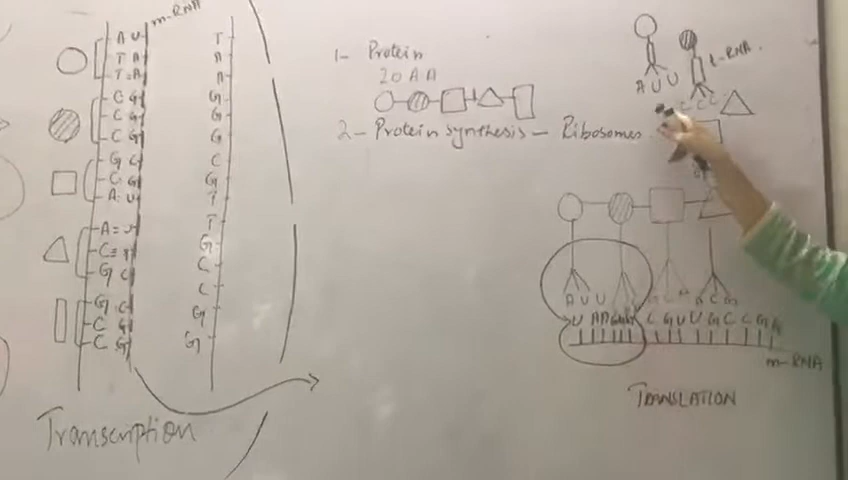 m-RNA
A U
T A
T = A
C G
C G
C G
G C
C G
A: U
A = U
G C
G C
C G
C G
T
A
A
G
G
G
C
G
T
T
G
C
C
G
G
Transcription
1- Protein
20 A A
2- Protein synthesis - Ribosomes
t-RNA.
A U U
A U U
A C G
U A A
C G U U G C C G G
m-RNA
TRANSLATION